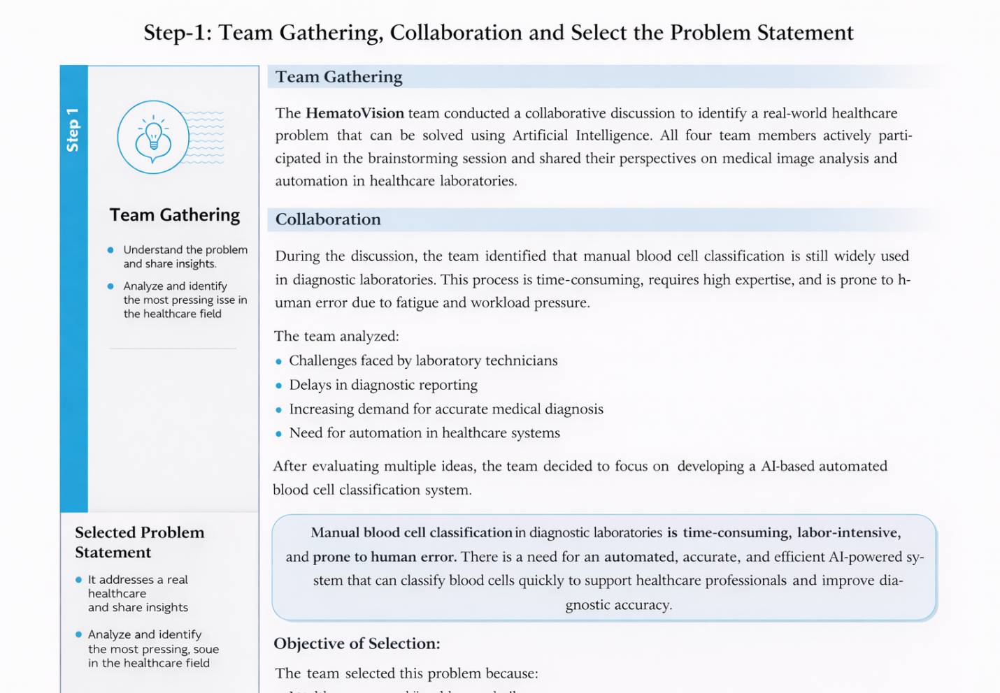 Step-1: Team Gathering, Collaboration and Select the Problem Statement
Step 1
Team Gathering
Understand the problem
and share insights.
Analyze and identify
the most pressing isse in
the healthcare field
Selected Problem
Statement
It addresses a real
healthcare
and share insights
Analyze and identify
the most pressing, soue
in the healthcare field
Team Gathering
The HematoVision team conducted a collaborative discussion to identify a real-world healthcare
problem that can be solved using Artificial Intelligence. All four team members actively parti-
cipated in the brainstorming session and shared their perspectives on medical image analysis and
automation in healthcare laboratories.
Collaboration
During the discussion, the team identified that manual blood cell classification is still widely used
in diagnostic laboratories. This process is time-consuming, requires high expertise, and is prone to h-
uman error due to fatigue and workload pressure.
The team analyzed:
Challenges faced by laboratory technicians
Delays in diagnostic reporting
Increasing demand for accurate medical diagnosis
Need for automation in healthcare systems
After evaluating multiple ideas, the team decided to focus on developing a AI-based automated
blood cell classification system.
Manual blood cell classification in diagnostic laboratories is time-consuming, labor-intensive,
and prone to human error. There is a need for an automated, accurate, and efficient AI-powered sy-
stem that can classify blood cells quickly to support healthcare professionals and improve dia-
gnostic accuracy.
Objective of Selection:
The team selected this problem because: